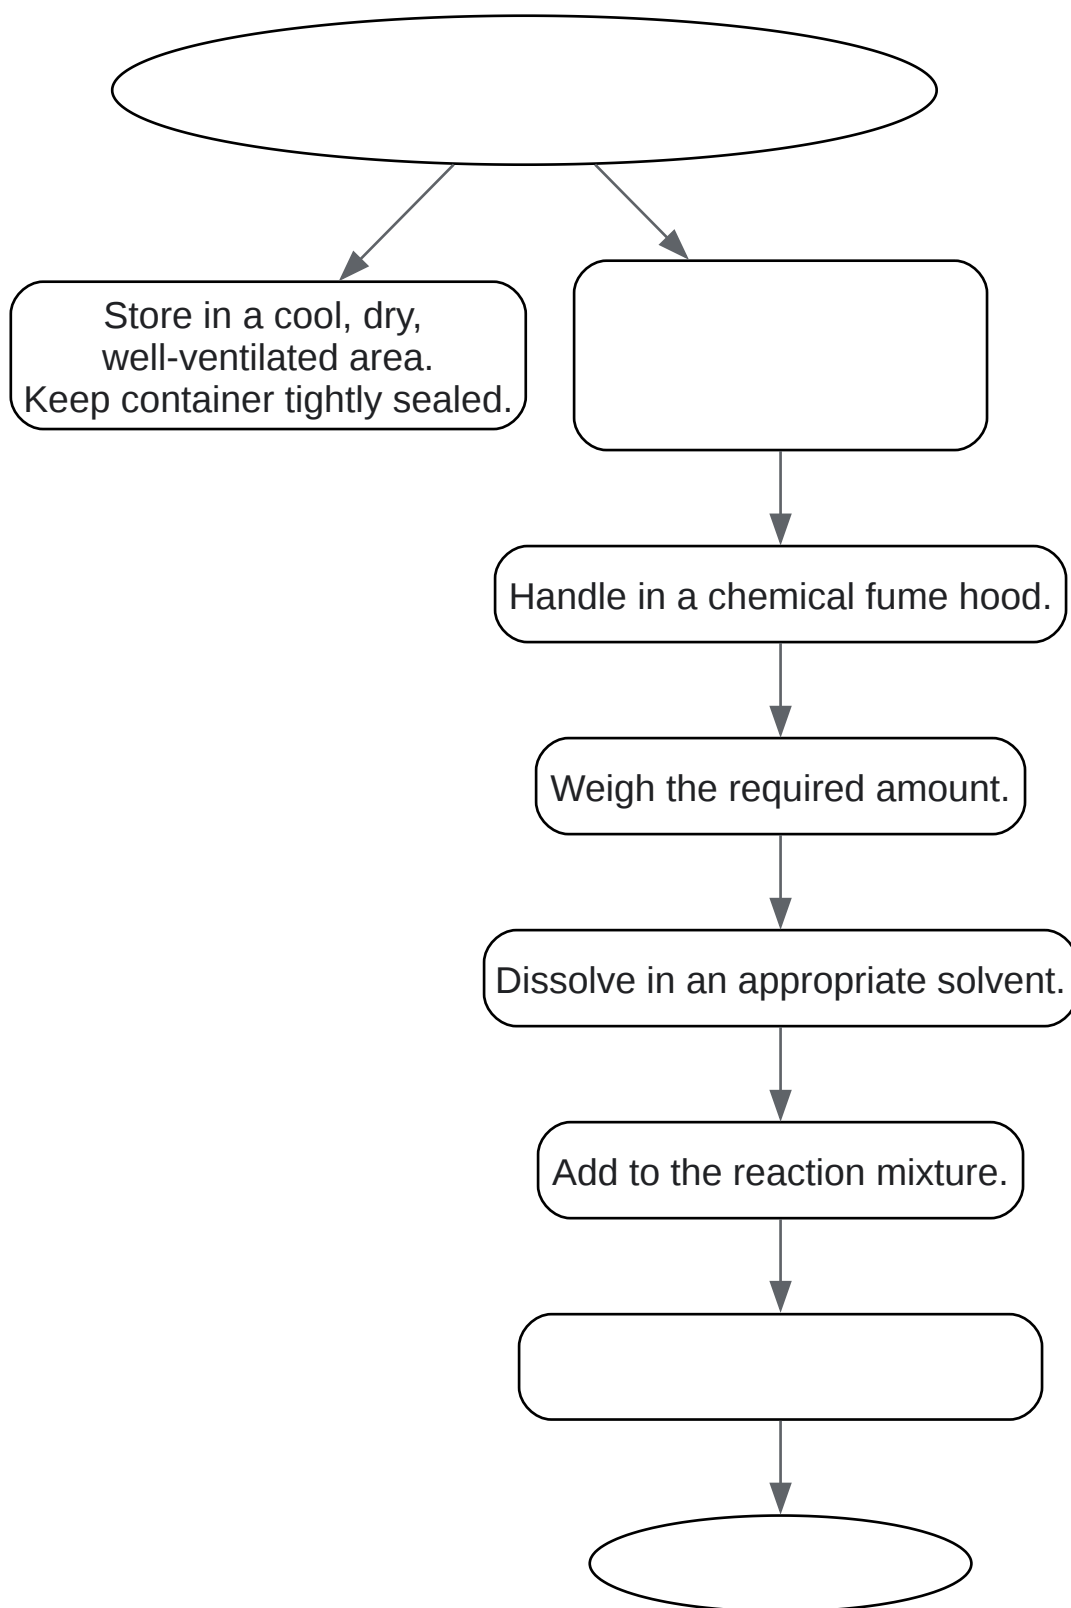 Store in a cool, dry,
well-ventilated area.
Keep container tightly sealed.
Handle in a chemical fume hood.
Weigh the required amount.
Dissolve in an appropriate solvent.
Add to the reaction mixture.